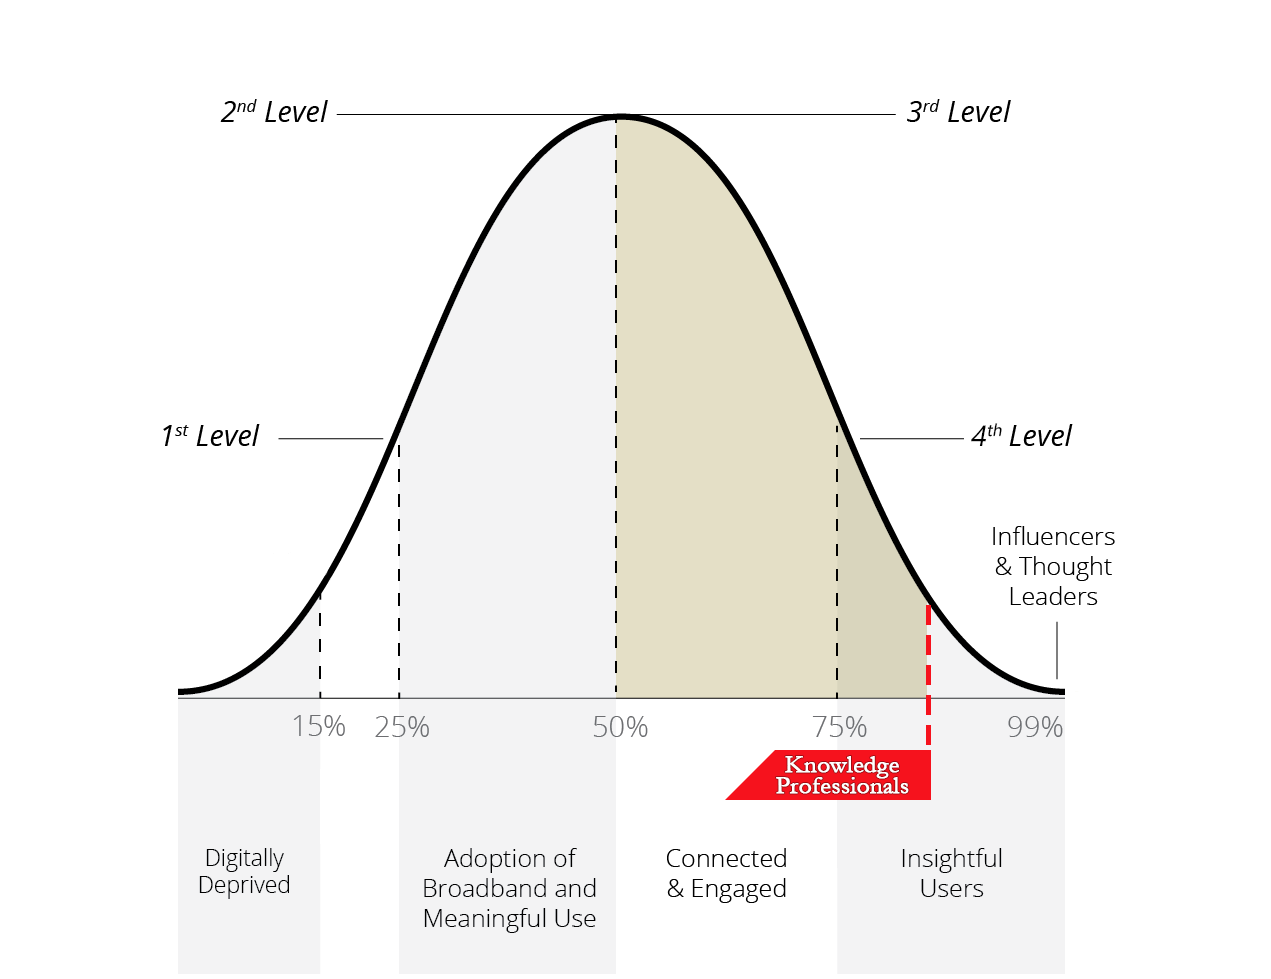 2nd Level
3rd Level
1st Level
4th Level
Influencers
& Thought
Leaders
15%
25%
50%
75%
99%
Knowledge
Professionals
Digitally
Deprived
Adoption of
Broadband and
Meaningful Use
Connected
& Engaged
Insightful
Users